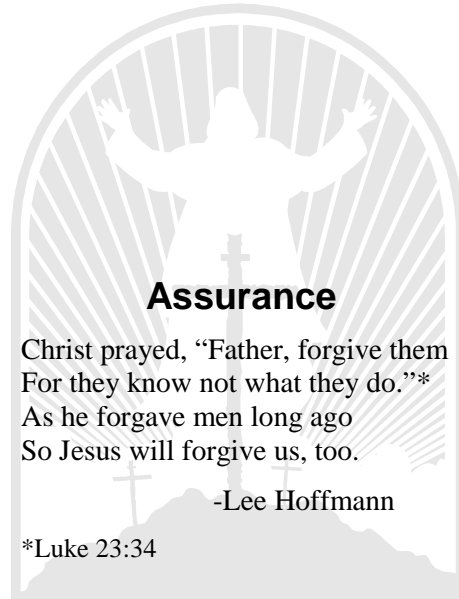 Assurance
Christ prayed, “Father, forgive them
For they know not what they do.”*
As he forgave men long ago
So Jesus will forgive us, too.
-Lee Hoffmann
*Luke 23:34